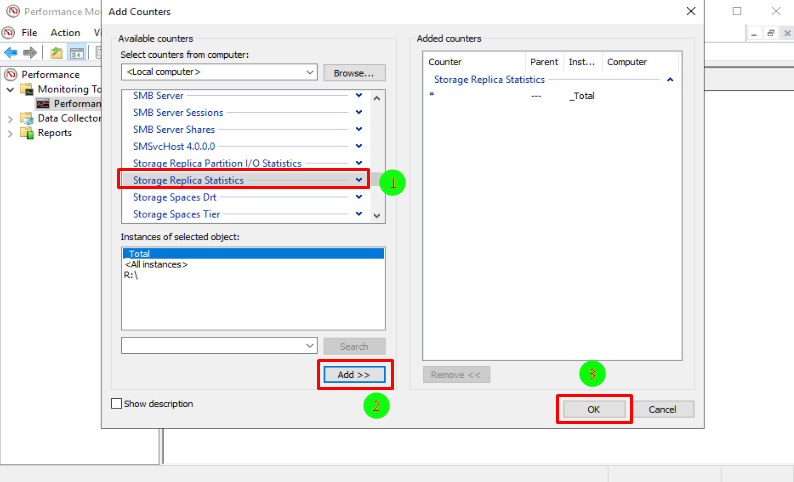 Performance Mo
Add Counters
File Action Vi
Performance
Monitoring To
Performan
Data Collector
Reports
Available counters
Select counters from computer:
<Local computer>
Browse...
SMB Server
SMB Server Sessions
SMB Server Shares
SMSvcHost 4.0.0.0
Storage Replica Partition I/O Statistics
Storage Replica Statistics
1
Storage Spaces Drt
Storage Spaces Tier
Instances of selected object:
_Total
<All instances>
R:\
Search
Add >>
2
Show description
Added counters
Counter Parent Inst... Computer
Storage Replica Statistics
* --- _Total
Remove <<
3
OK
Cancel